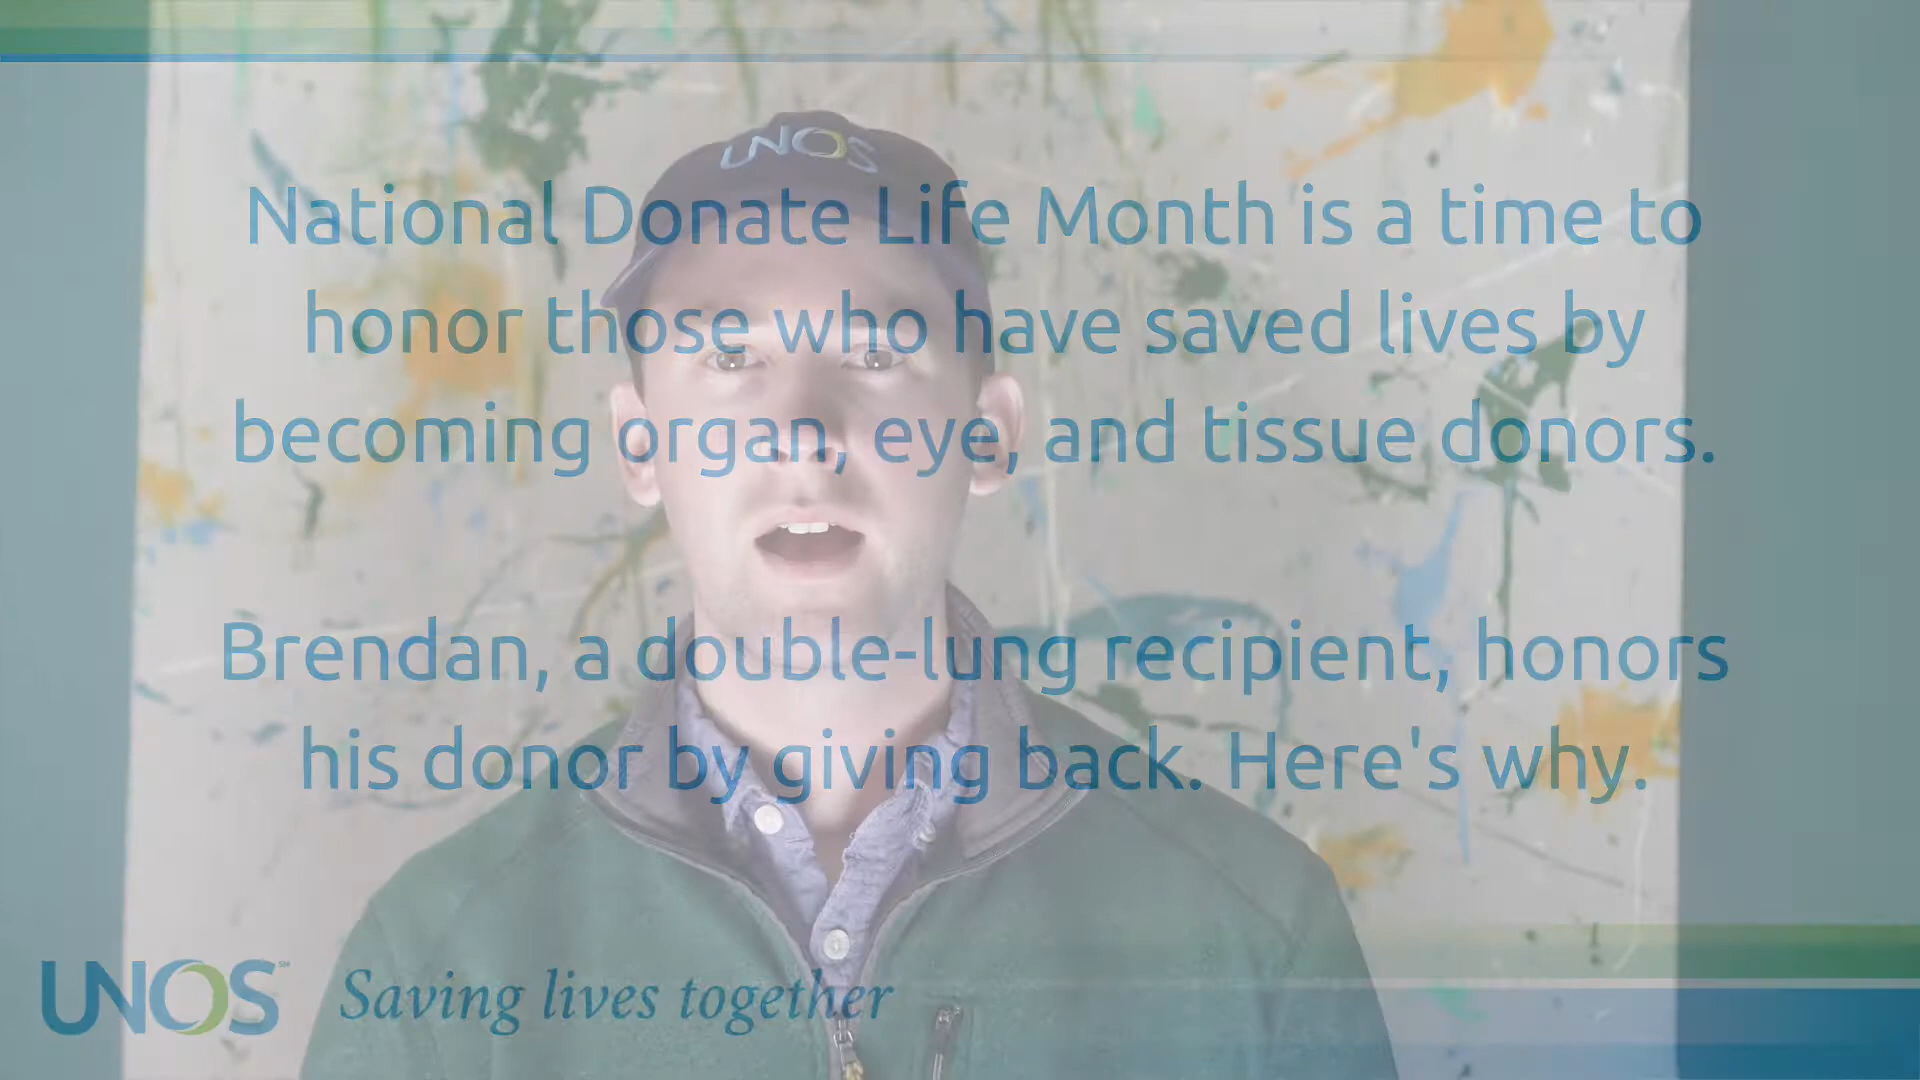 UNOS
National Donate Life Month is a time to
honor those who have saved lives by
becoming organ, eye, and tissue donors.
Brendan, a double-lung recipient, honors
his donor by giving back. Here's why.
UNOS℠ Saving lives together